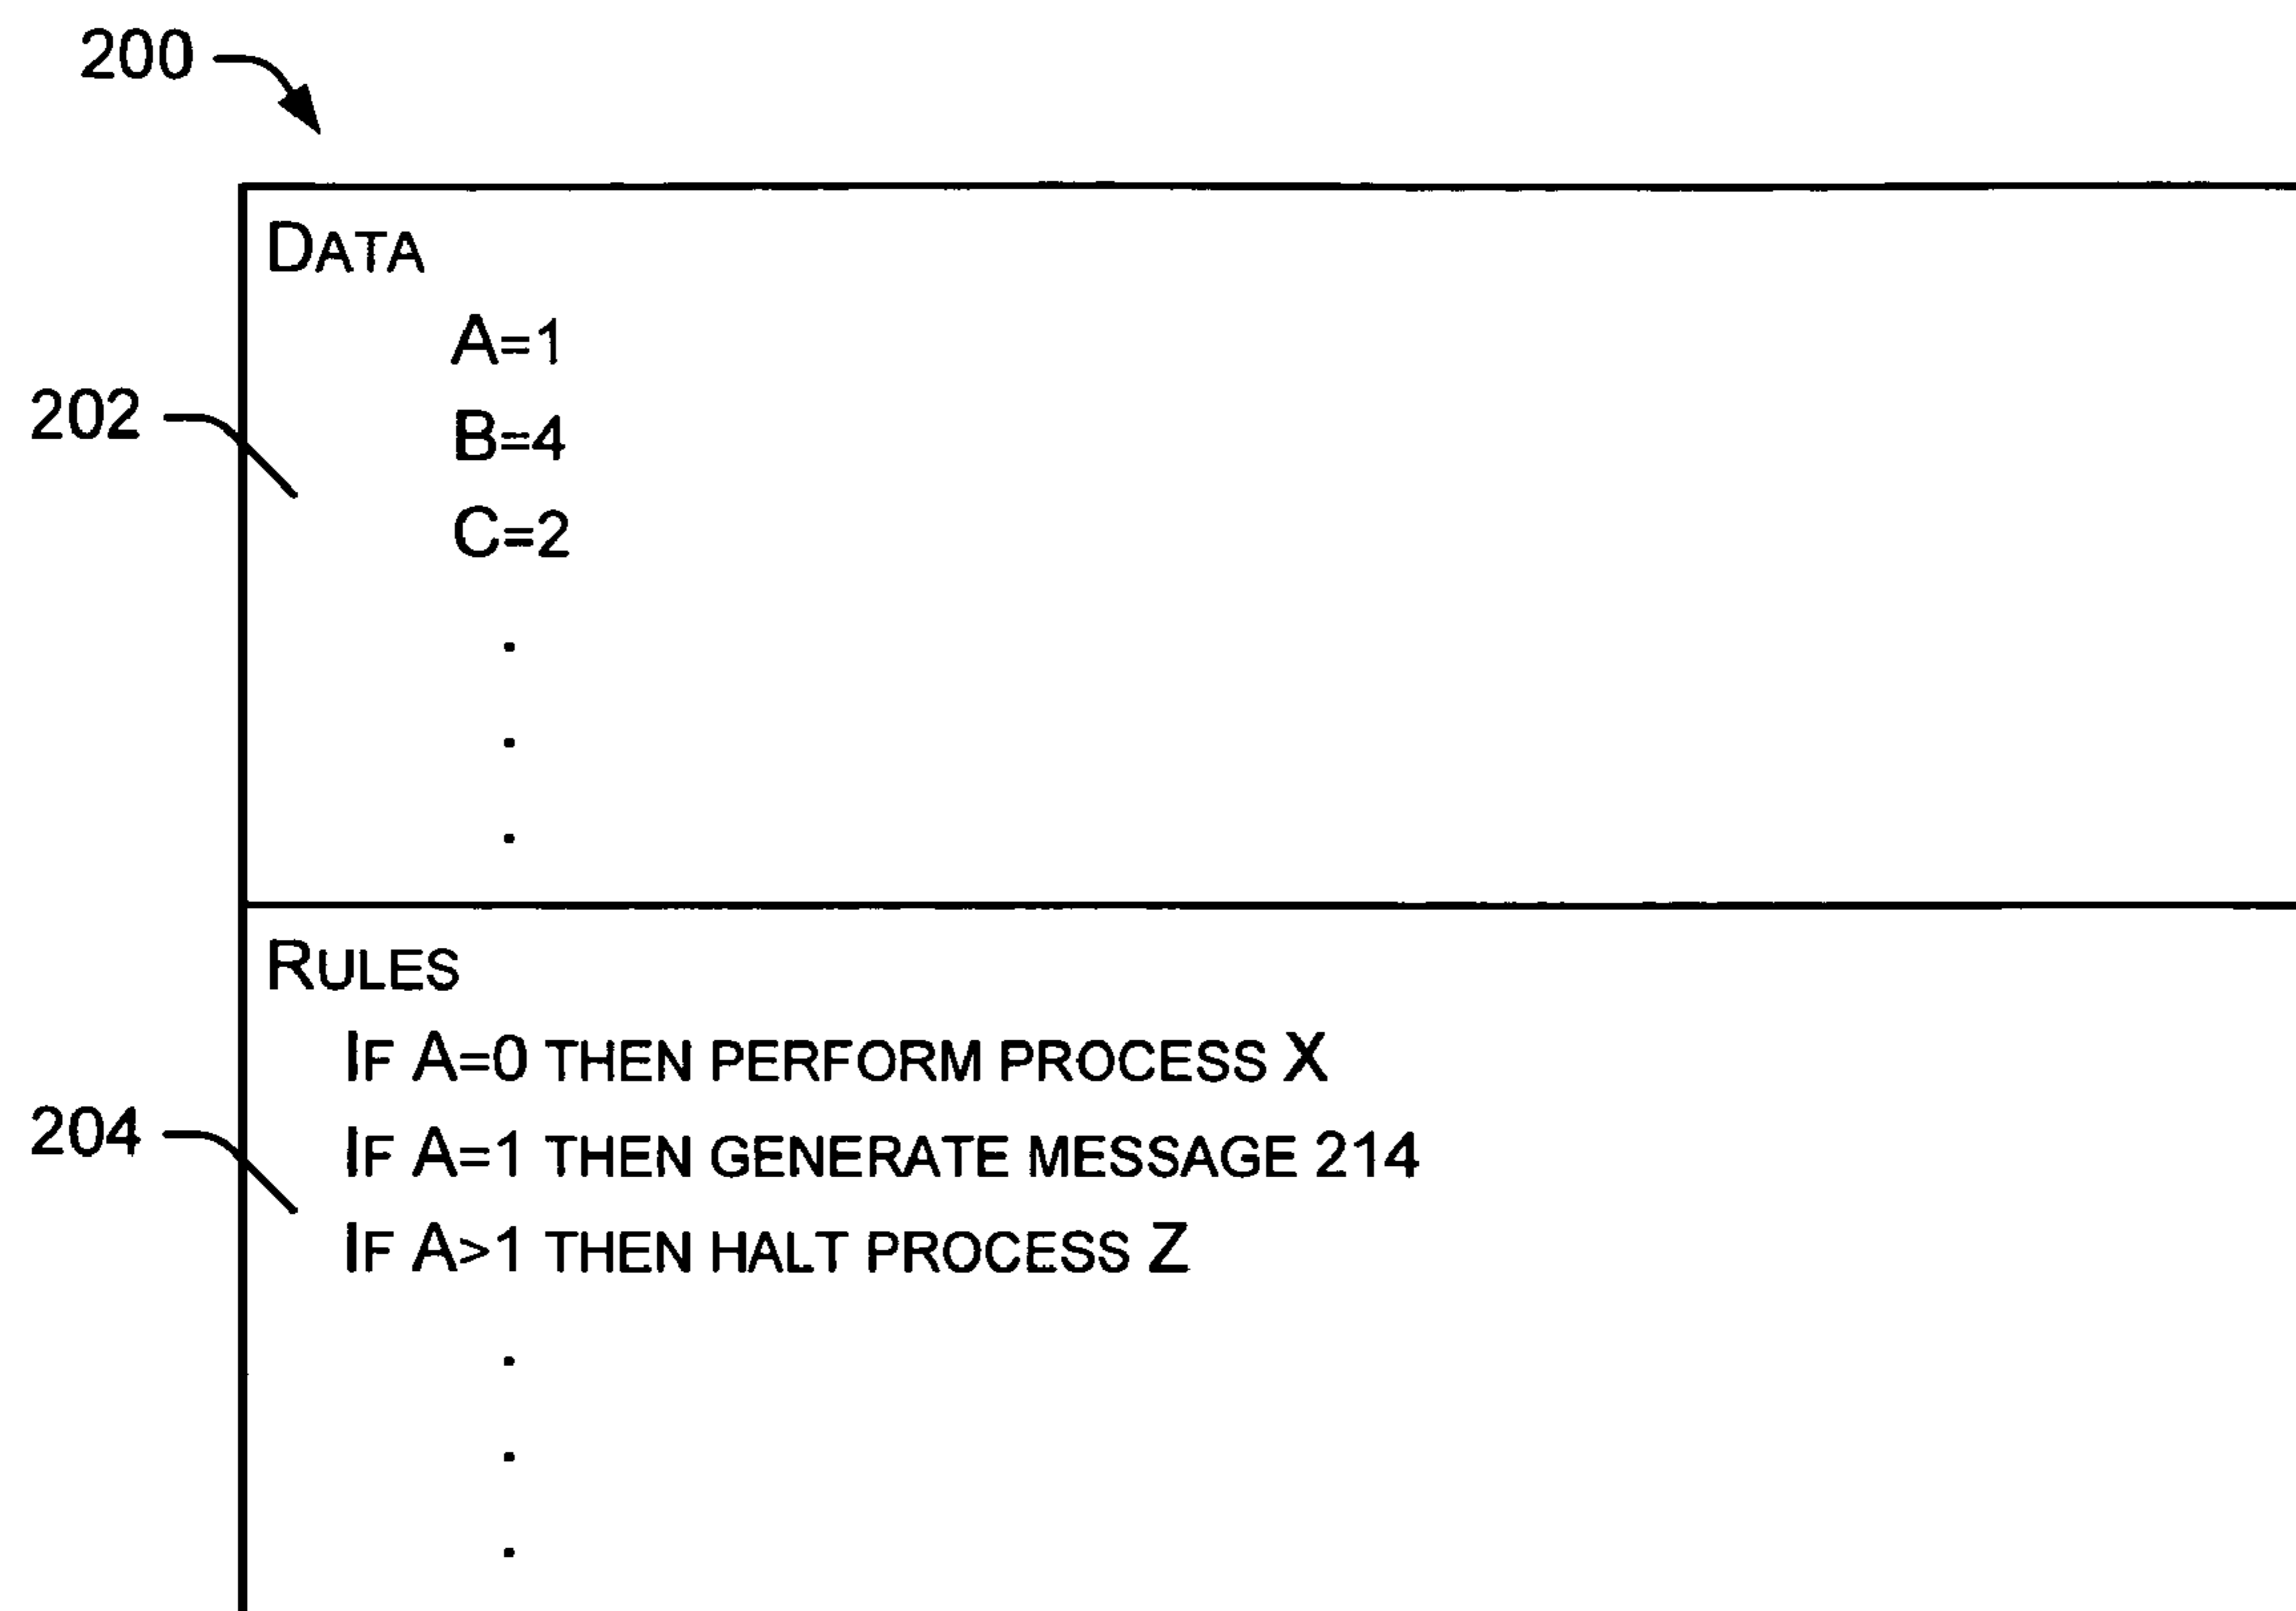 200
DATA
A=1
202
B=4
C=2
.
.
.
RULES
IF A=0 THEN PERFORM PROCESS X
204
IF A=1 THEN GENERATE MESSAGE 214
IF A>1 THEN HALT PROCESS Z
.
.
.